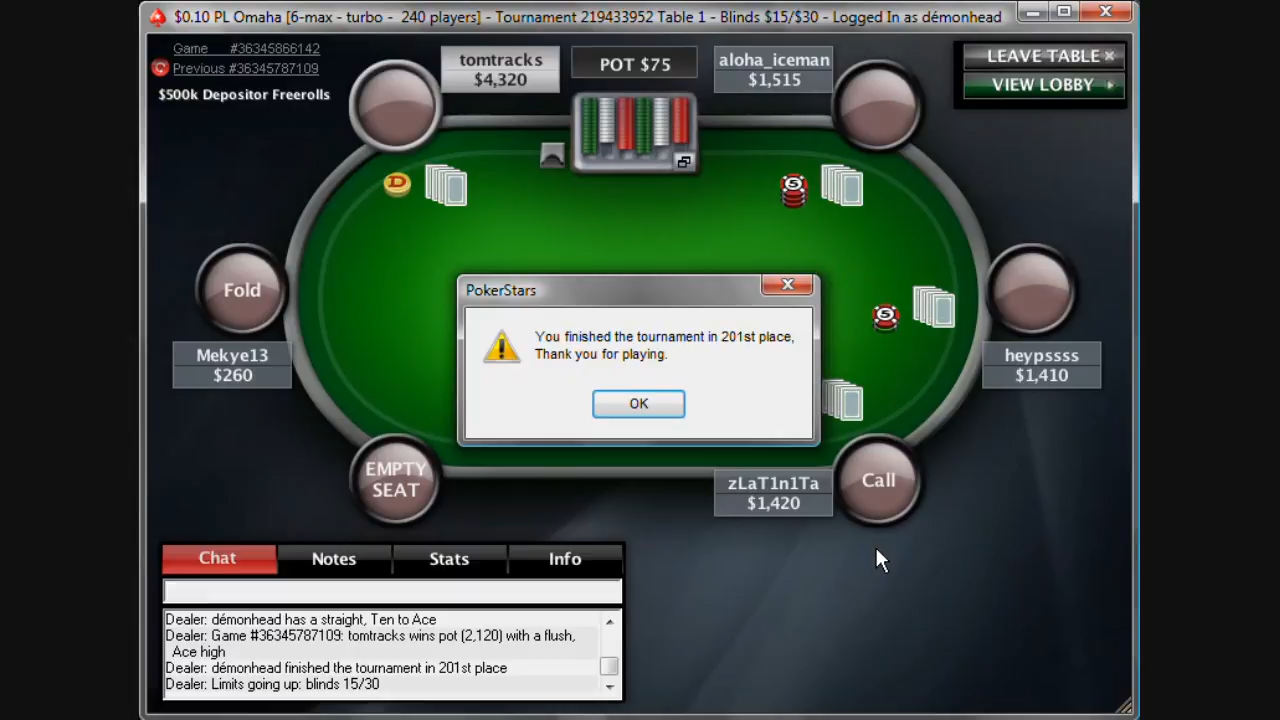 $0.10 PL Omaha [6-max - turbo - 240 players] - Tournament 219433952 Table 1 - Blinds $15/$30 - Logged In as démonhead
Game #36345866142
Previous #36345787109
$500k Depositor Freerolls
tomtracks
$4,320
POT $75
aloha_iceman
$1,515
LEAVE TABLE
VIEW LOBBY
D
5
Fold
Mekye13
$260
PokerStars
You finished the tournament in 201st place,
Thank you for playing.
OK
5
heypssss
$1,410
EMPTY
SEAT
zLaT1n1Ta
$1,420
Call
Chat
Notes
Stats
Info
Dealer: démonhead has a straight, Ten to Ace
Dealer: Game #36345787109: tomtracks wins pot (2,120) with a flush,
Ace high
Dealer: démonhead finished the tournament in 201st place
Dealer: Limits going up: blinds 15/30